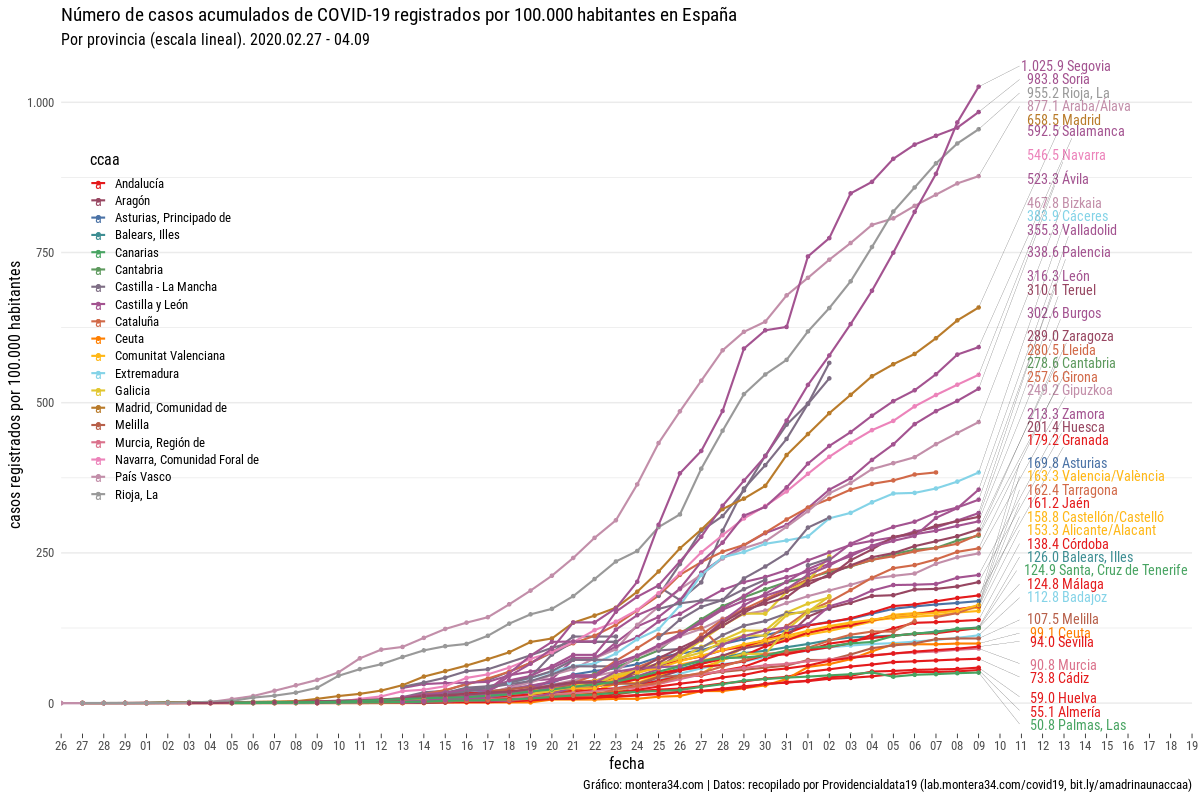 Número de casos acumulados de COVID-19 registrados por 100.000 habitantes en España
Por provincia (escala lineal). 2020.02.27 - 04.09
casos registrados por 100.000 habitantes
1.000
750
500
250
0
ccaa
Andalucía
Aragón
Asturias, Principado de
Balears, Illes
Canarias
Cantabria
Castilla - La Mancha
Castilla y León
Cataluña
Ceuta
Comunitat Valenciana
Extremadura
Galicia
Madrid, Comunidad de
Melilla
Murcia, Región de
Navarra, Comunidad Foral de
País Vasco
Rioja, La
1.025.9 Segovia
983.8 Soria
955.2 Rioja, La
877.1 Araba/Álava
658.5 Madrid
592.5 Salamanca
546.5 Navarra
523.3 Ávila
467.8 Bizkaia
383.9 Cáceres
355.3 Valladolid
338.6 Palencia
316.3 León
310.1 Teruel
302.6 Burgos
289.0 Zaragoza
280.5 Lleida
278.6 Cantabria
257.6 Girona
249.2 Gipuzkoa
213.3 Zamora
201.4 Huesca
179.2 Granada
169.8 Asturias
163.3 Valencia/València
162.4 Tarragona
161.2 Jaén
158.8 Castellón/Castelló
153.3 Alicante/Alacant
138.4 Córdoba
126.0 Balears, Illes
124.9 Santa, Cruz de Tenerife
124.8 Málaga
112.8 Badajoz
107.5 Melilla
99.1 Ceuta
94.0 Sevilla
90.8 Murcia
73.8 Cádiz
59.0 Huelva
55.1 Almería
50.8 Palmas, Las
26 27 28 29 01 02 03 04 05 06 07 08 09 10 11 12 13 14 15 16 17 18 19 20 21 22 23 24 25 26 27 28 29 30 31 01 02 03 04 05 06 07 08 09 10 11 12 13 14 15 16 17 18 19
fecha
Gráfico: montera34.com | Datos: recopilado por Providencialdata19 (lab.montera34.com/covid19, bit.ly/amadrinaunaccaa)